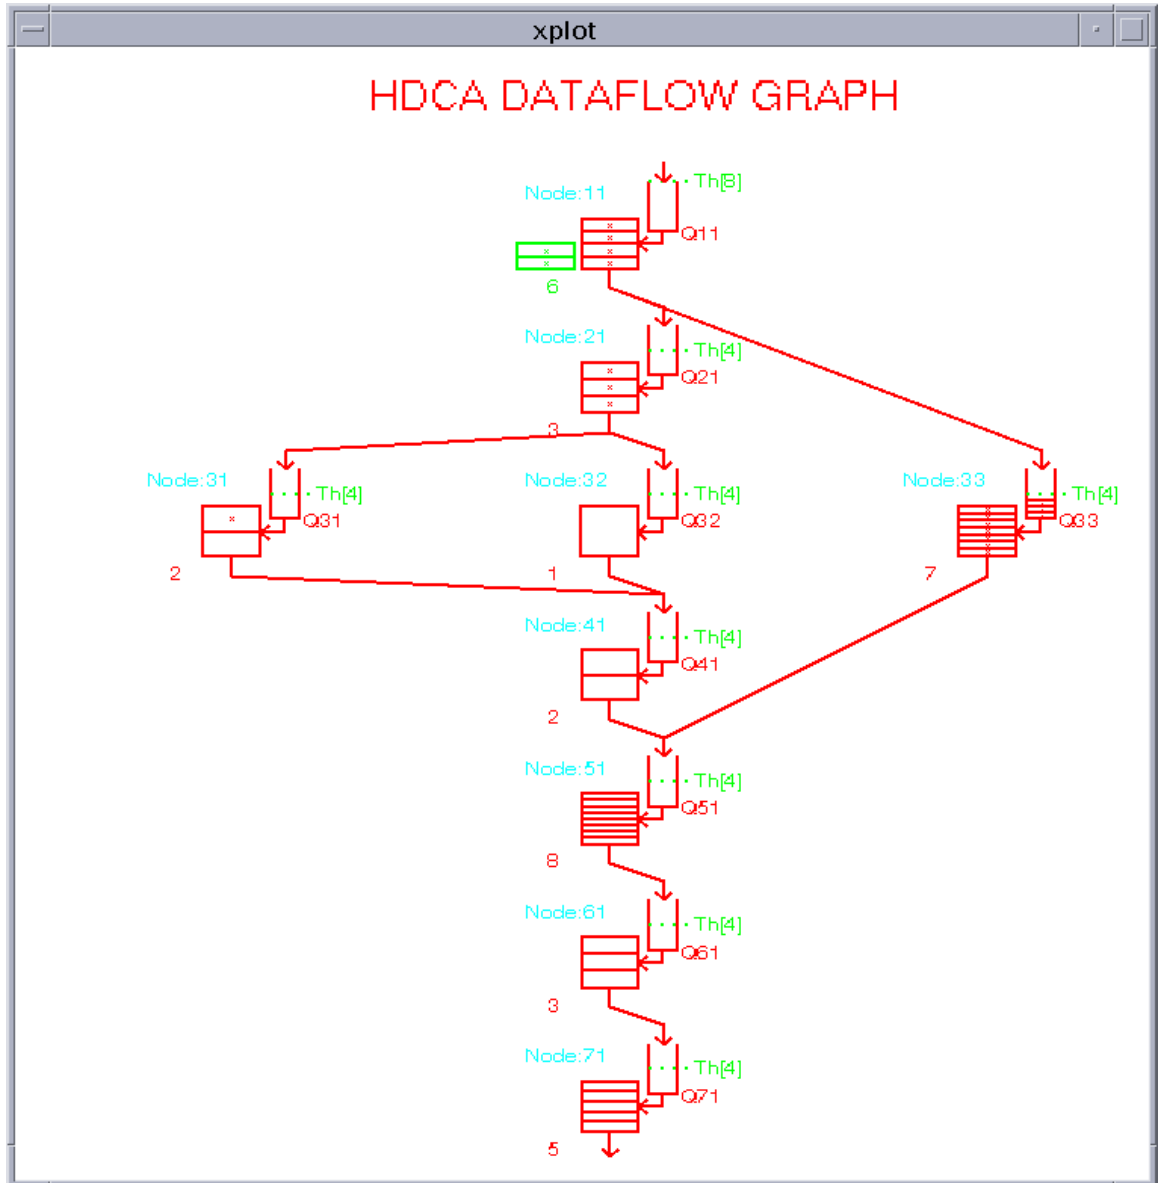 xplot
HDCA DATAFLOW GRAPH
Th[8]
Node:11
Q11
6
Node:21
Th[4]
Q21
3
Node:31
Th[4]
Q31
2
Node:32
Th[4]
Q32
1
Node:33
Th[4]
Q33
7
Node:41
Th[4]
Q41
2
Node:51
Th[4]
Q51
8
Node:61
Th[4]
Q61
3
Node:71
Th[4]
Q71
5